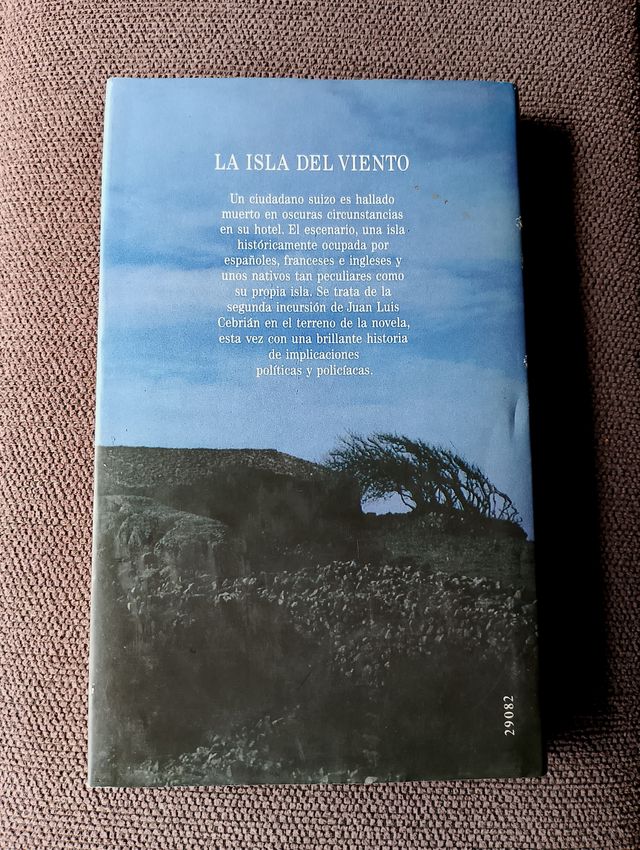 LA ISLA DEL VIENTO
Un ciudadano suizo es hallado
muerto en oscuras circunstancias
en su hotel. El escenario, una isla
históricamente ocupada por
españoles, franceses e ingleses y
unos nativos tan peculiares como
su propia isla. Se trata de la
segunda incursión de Juan Luis
Cebrián en el terreno de la novela,
esta vez con una brillante historia
de implicaciones
políticas y policíacas.
29082